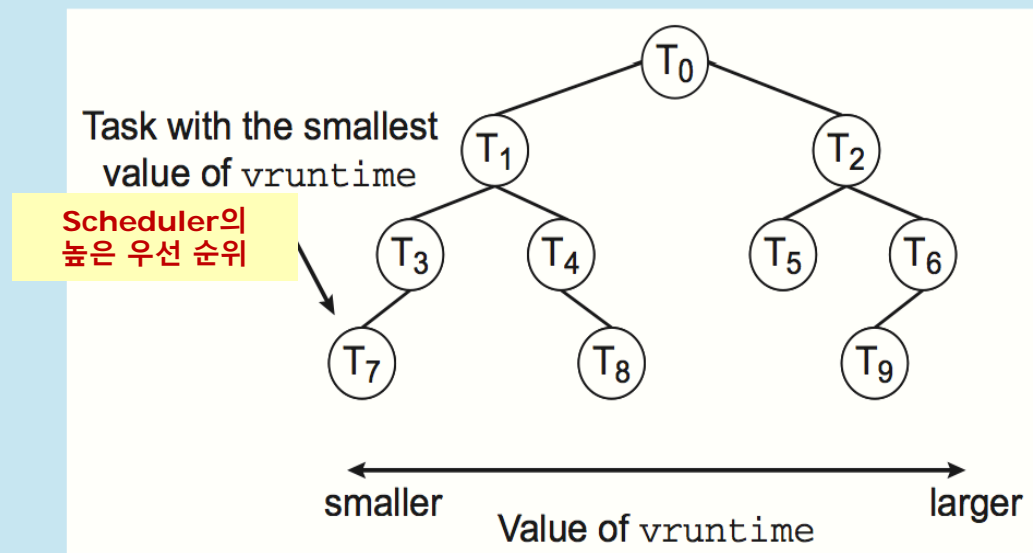 T0
Task with the smallest
value of vruntime
T1
T2
Scheduler의
높은 우선 순위
T3
T4
T5
T6
T7
T8
T9
smaller
larger
Value of vruntime